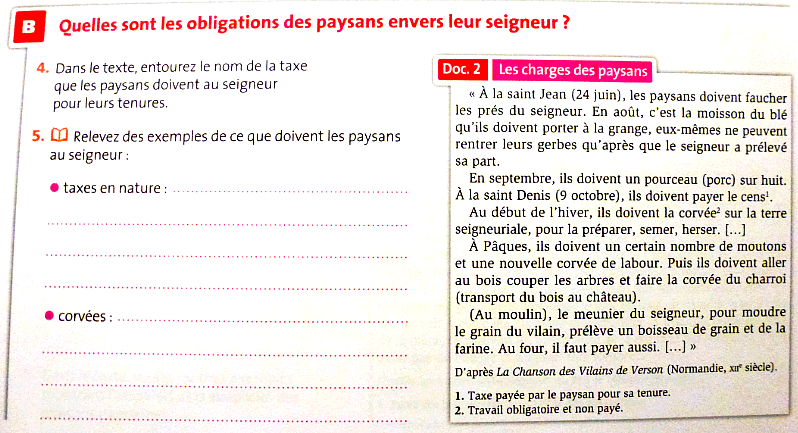 B Quelles sont les obligations des paysans envers leur seigneur ?
4. Dans le texte, entourez le nom de la taxe
que les paysans doivent au seigneur
pour leurs tenures.
5. Relevez des exemples de ce que doivent les paysans
au seigneur :
● taxes en nature : ................................................
................................................
................................................
................................................
● corvées : ................................................
................................................
................................................
................................................
Doc. 2 Les charges des paysans
« À la saint Jean (24 juin), les paysans doivent faucher
les prés du seigneur. En août, c'est la moisson du blé
qu'ils doivent porter à la grange, eux-mêmes ne peuvent
rentrer leurs gerbes qu'après que le seigneur a prélevé
sa part.
En septembre, ils doivent un pourceau (porc) sur huit.
À la saint Denis (9 octobre), ils doivent payer le cens¹.
Au début de l'hiver, ils doivent la corvée² sur la terre
seigneuriale, pour la préparer, semer, herser. [...]
À Pâques, ils doivent un certain nombre de moutons
et une nouvelle corvée de labour. Puis ils doivent aller
au bois couper les arbres et faire la corvée du charroi
(transport du bois au château).
(Au moulin), le meunier du seigneur, pour moudre
le grain du vilain, prélève un boisseau de grain et de la
farine. Au four, il faut payer aussi. [...] »
D'après La Chanson des Vilains de Verson (Normandie, XIIe siècle).
1. Taxe payée par le paysan pour sa tenure.
2. Travail obligatoire et non payé.